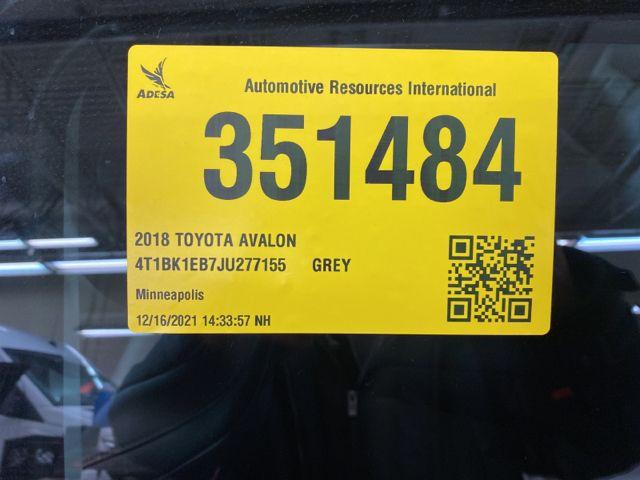 ADESA
Automotive Resources International
351484
2018 TOYOTA AVALON
4T1BK1EB7JU277155 GREY
Minneapolis
12/16/2021 14:33:57 NH